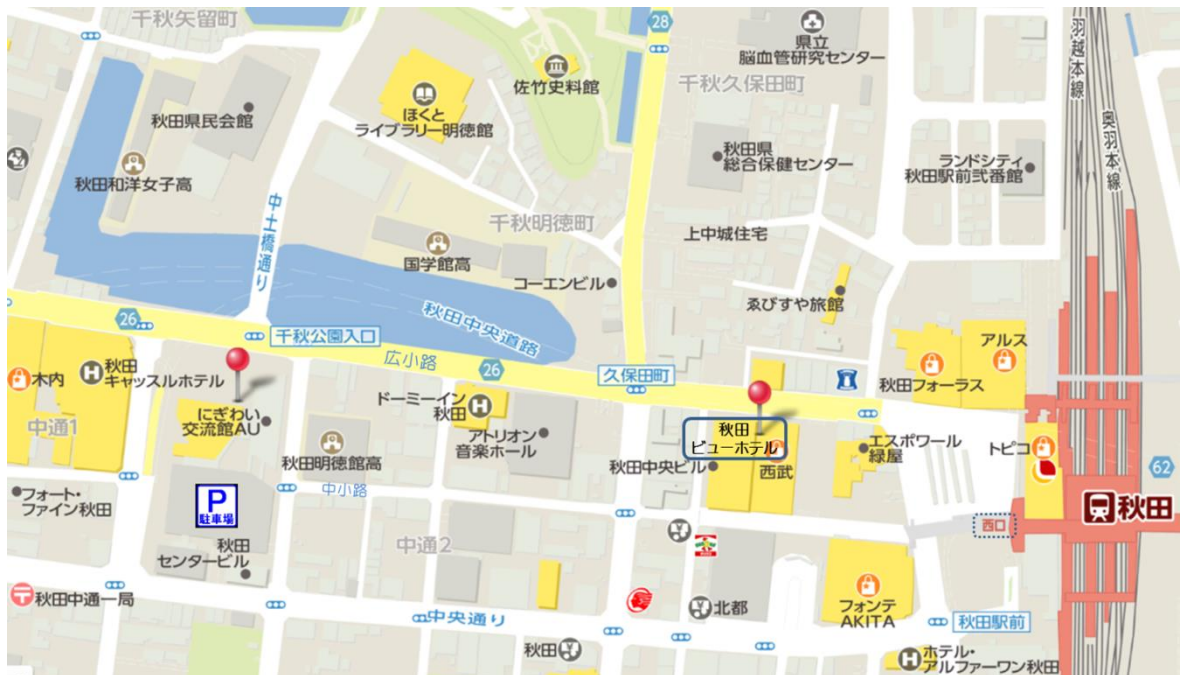 千秋矢留町
28
県立
脳血管研究センター
佐竹史料館
千秋久保田町
羽越本線
奥羽本線
ほくと
ライブラリー明徳館
秋田県民会館
秋田県
総合保健センター
ランドシティ
秋田駅前弐番館
秋田和洋女子高
中土橋通り
千秋明徳町
上中城住宅
国学館高
コーエンビル
ゑびすや旅館
秋田中央道路
26
千秋公園入口
広小路
26
久保田町
アルス
秋田フォーラス
木内
秋田
キャッスルホテル
ドーミーイン
秋田
にぎわい
交流館AU
中通1
アトリオン
音楽ホール
秋田
ビューホテル
西武
エスポワール
緑屋
トピコ
秋田明徳館高
秋田中央ビル
62
中小路
フォート・
ファイン秋田
P
駐車場
秋田
西口
中通2
秋田
センタービル
秋田中通一局
中央通り
北都
フォンテ
AKITA
秋田駅前
秋田
ホテル・
アルファーワン秋田